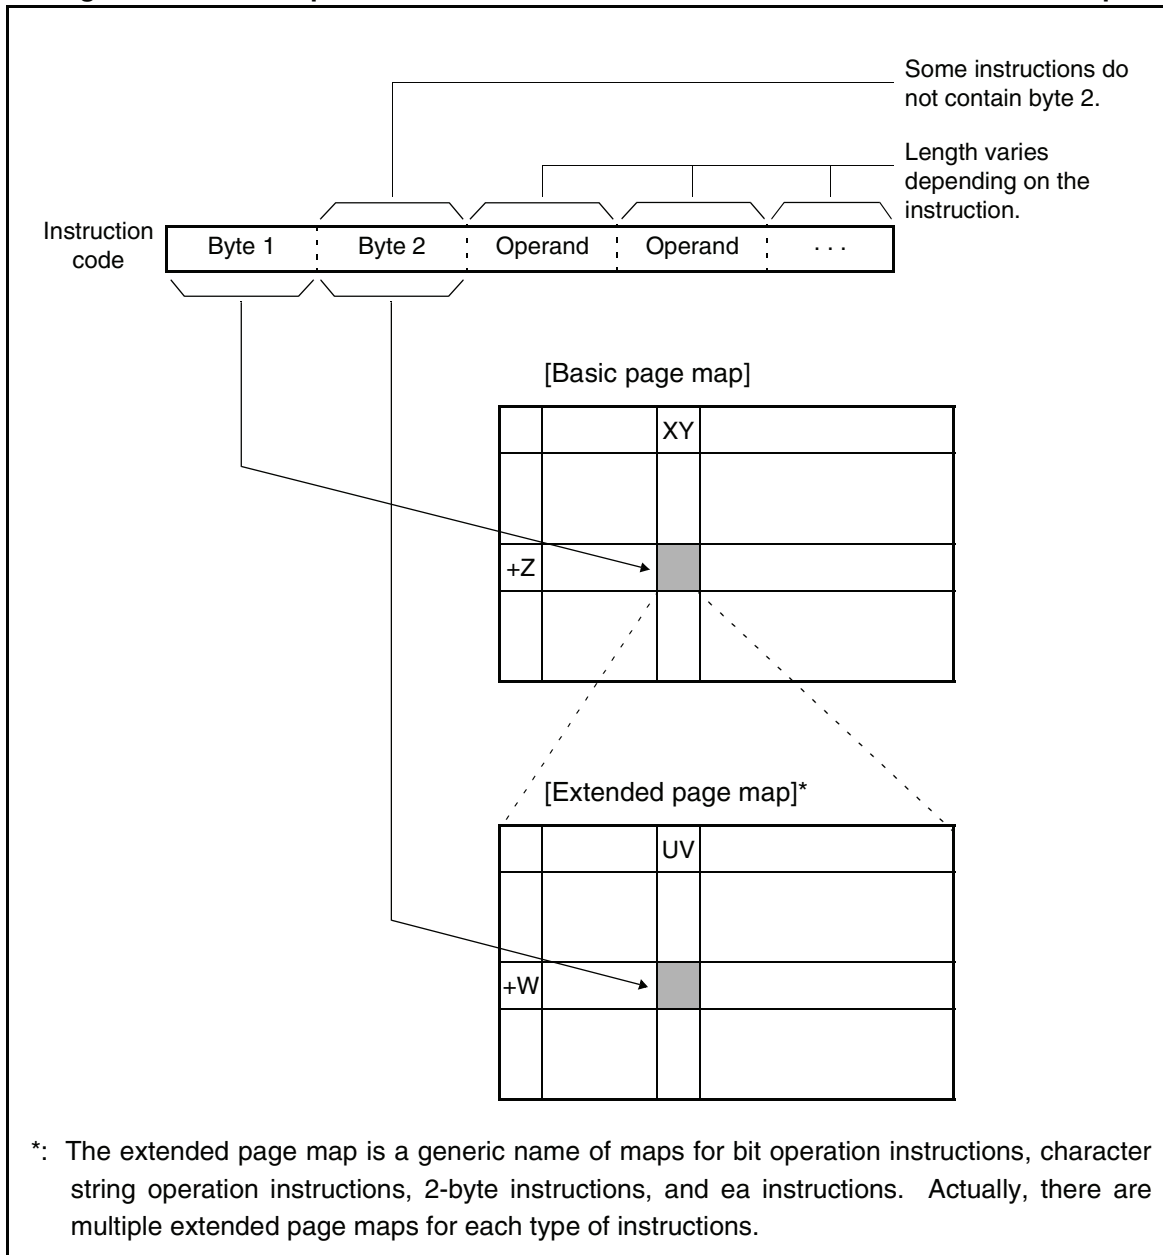 Some instructions do
not contain byte 2.
Length varies
depending on the
instruction.
Instruction
code
Byte 1
Byte 2
Operand
Operand
. . .
[Basic page map]
XY
+Z
[Extended page map]*
UV
+W
*: The extended page map is a generic name of maps for bit operation instructions, character
string operation instructions, 2-byte instructions, and ea instructions. Actually, there are
multiple extended page maps for each type of instructions.